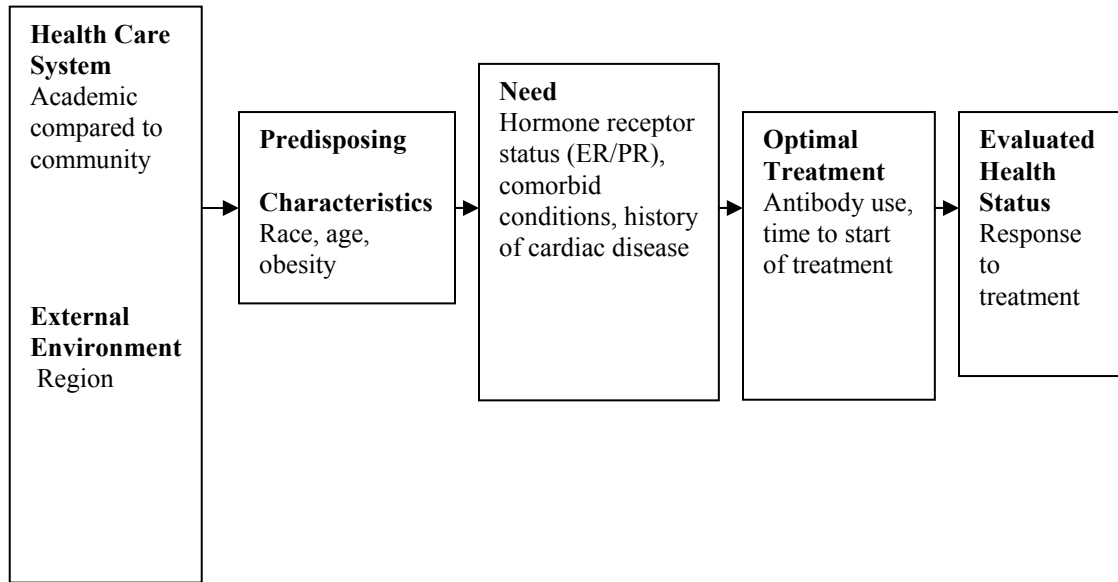 Health Care
System
Academic
compared to
community
External
Environment
Region
Predisposing
Characteristics
Race, age,
obesity
Need
Hormone receptor
status (ER/PR),
comorbid
conditions, history
of cardiac disease
Optimal
Treatment
Antibody use,
time to start
of treatment
Evaluated
Health
Status
Response
to
treatment